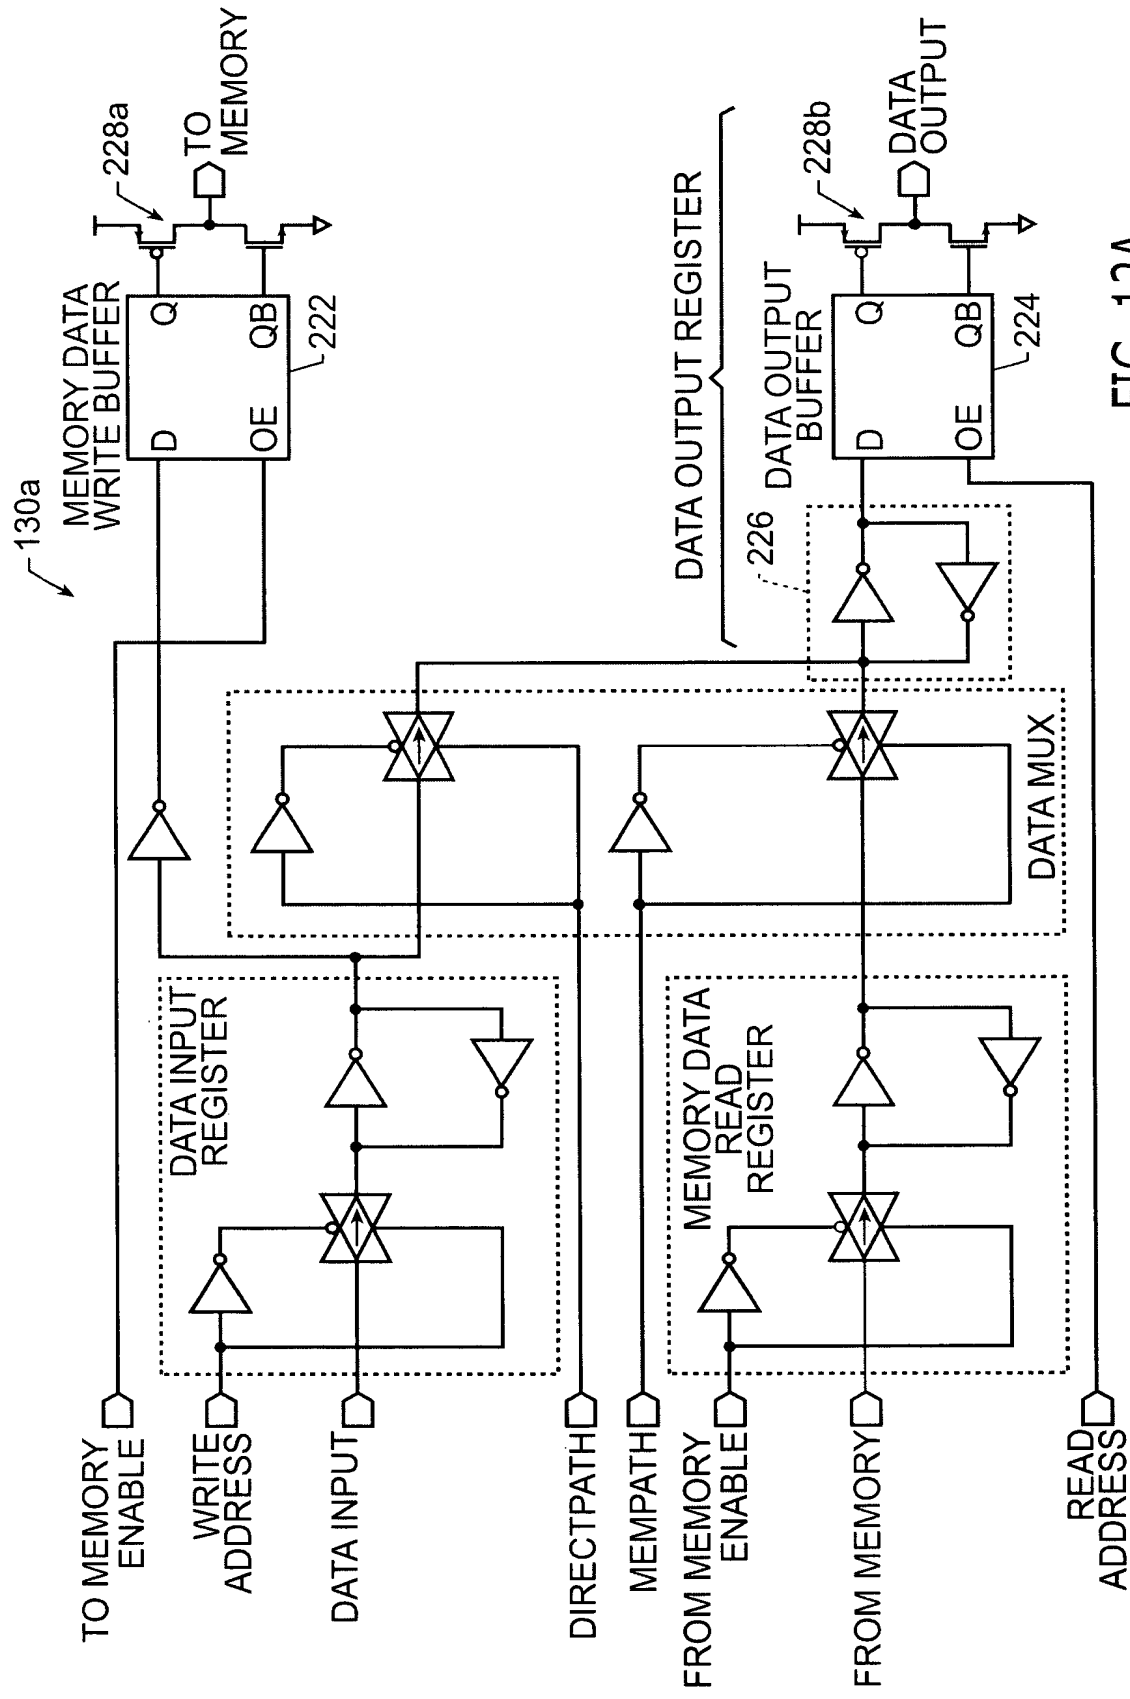 130a
MEMORY DATA
WRITE BUFFER
D
Q
OE
QB
222
228a
TO
MEMORY
TO MEMORY
ENABLE
WRITE
ADDRESS
DATA INPUT
DATA INPUT
REGISTER
DIRECTPATH
MEMPATH
FROM MEMORY
ENABLE
FROM MEMORY
READ
ADDRESS
MEMORY DATA
READ
REGISTER
DATA MUX
226
DATA OUTPUT REGISTER
DATA OUTPUT
BUFFER
D
Q
OE
QB
224
228b
DATA
OUTPUT